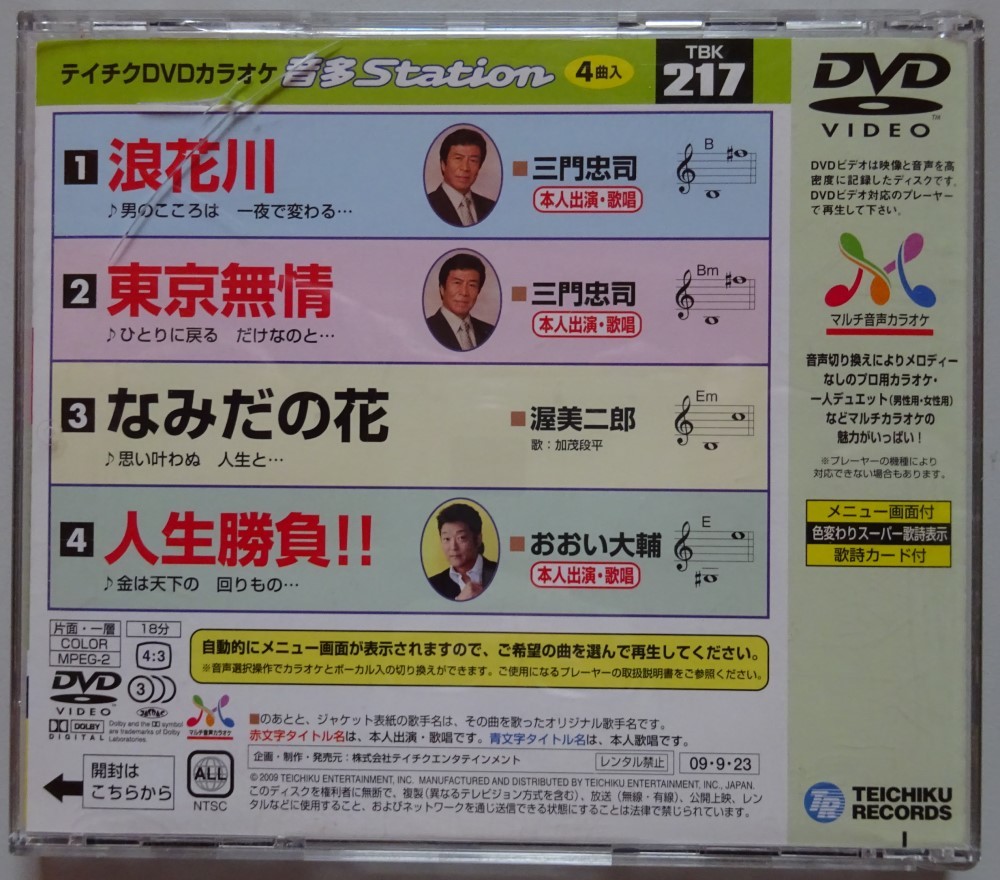 テイチクDVDカラオケ 音多Station 4曲入 TBK 217
1 浪花川 ■三門忠司 B
♪男のこころは 一夜で変わる… 本人出演・歌唱
2 東京無情 ■三門忠司 Bm
♪ひとりに戻る だけなのと… 本人出演・歌唱
3 なみだの花 ■渥美二郎 Em
♪思い叶わぬ 人生と… 歌：加茂段平
4 人生勝負!! ■おおい大輔 E
♪金は天下の 回りもの… 本人出演・歌唱
DVD
VIDEO
DVDビデオは映像と音声を高
密度に記録したディスクです。
DVDビデオ対応のプレーヤー
で再生して下さい。
マルチ音声カラオケ
音声切り換えによりメロディー
なしのプロ用カラオケ・
一人デュエット(男性用・女性用)
などマルチカラオケの
魅力がいっぱい！
※プレーヤーの機種により
対応できない場合もあります。
メニュー画面付
色変わりスーパー歌詩表示
歌詩カード付
片面・一層 18分
COLOR
MPEG-2 4:3
DVD
VIDEO
3
DOLBY
DIGITAL
Dolby and the DD symbol
are trademarks of Dolby
Laboratories.
マルチ音声カラオケ
自動的にメニュー画面が表示されますので、ご希望の曲を選んで再生してください。
※音声選択操作でカラオケとボーカル入の切り換えができます。ご使用になるプレーヤーの取扱説明書をご参照ください。
■のあとと、ジャケット表紙の歌手名は、その曲を歌ったオリジナル歌手名です。
赤文字タイトル名は、本人出演・歌唱です。青文字タイトル名は、本人歌唱です。
企画・制作・発売元：株式会社テイチクエンタテインメント レンタル禁止 09・9・23
開封は
こちらから
ALL
NTSC
© 2009 TEICHIKU ENTERTAINMENT, INC. MANUFACTURED AND DISTRIBUTED BY TEICHIKU ENTERTAINMENT, INC., JAPAN.
このディスクを権利者に無断で、複製(異なるテレビジョン方式を含む)、放送(無線・有線)、公開上映、レン
タルなどに使用すること、およびネットワークを通じ送信できる状態にすることは法律で禁じられています。
TEICHIKU
RECORDS